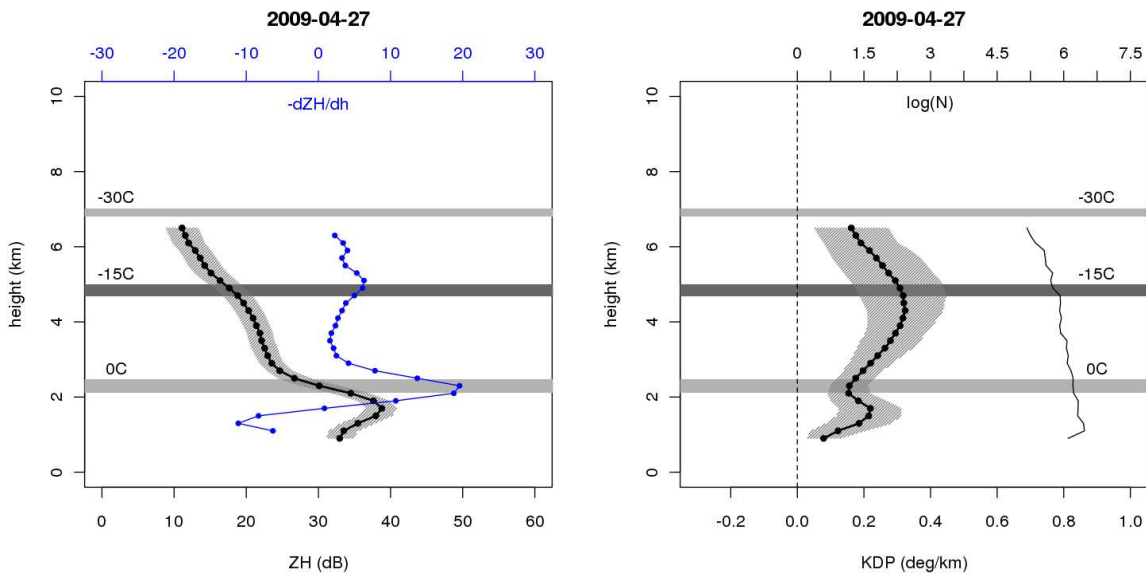 2009-04-27
-30 -20 -10 0 10 20 30
-dZH/dh
height (km)
10
8
6
4
2
0
-30C
-15C
0C
0 10 20 30 40 50 60
ZH (dB)
2009-04-27
0 1.5 3 4.5 6 7.5
log(N)
height (km)
10
8
6
4
2
0
-30C
-15C
0C
-0.2 0.0 0.2 0.4 0.6 0.8 1.0
KDP (deg/km)